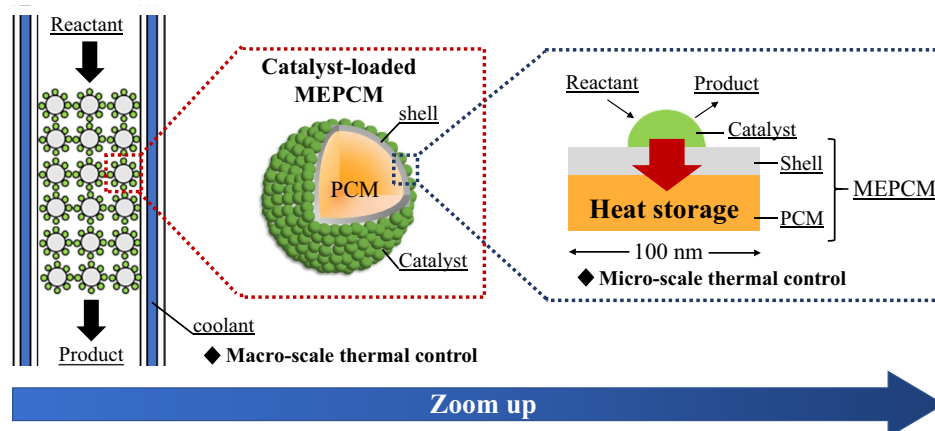 Reactant
Product
coolant
◆ Macro-scale thermal control
Catalyst-loaded
MEPCM
shell
PCM
Catalyst
Reactant
Product
Catalyst
Shell
PCM
MEPCM
Heat storage
100 nm
◆ Micro-scale thermal control
Zoom up